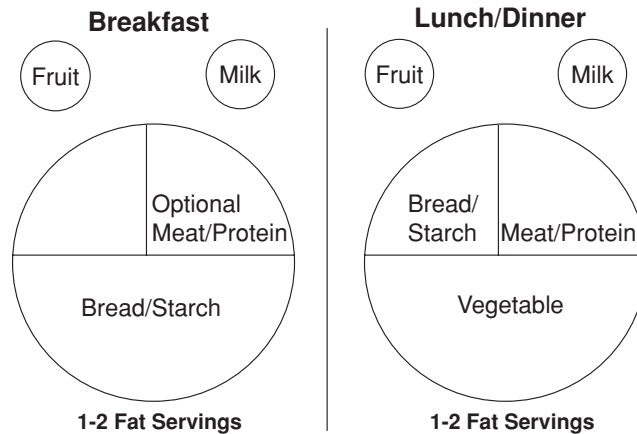 Breakfast
Fruit
Milk
Optional
Meat/Protein
Bread/Starch
1-2 Fat Servings
Lunch/Dinner
Fruit
Milk
Bread/
Starch
Meat/Protein
Vegetable
1-2 Fat Servings